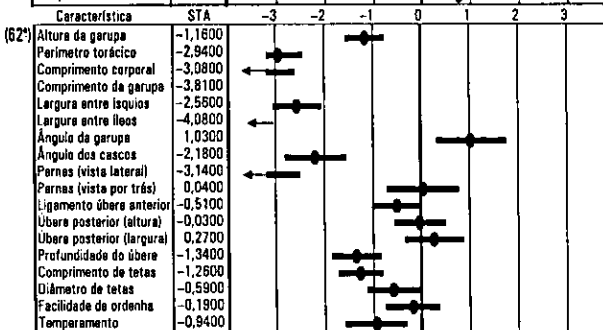 Característica STA -3 -2 -1 0 1 2 3
(62ª) Altura da garupa -1,1600
Perímetro torácico -2,9400
Comprimento corporal -3,0800
Comprimento da garupa -3,8100
Largura entre ísquios -2,5600
Largura entre íleos -4,0800
Ângulo da garupa 1,0300
Ângulo dos cascos -2,1800
Pernas (vista lateral) -3,1400
Pernas (vista por trás) 0,0400
Ligamento úbere anterior -0,5100
Úbere posterior (altura) -0,0300
Úbere posterior (largura) 0,2700
Profundidade do úbere -1,3400
Comprimento de tetas -1,2600
Diâmetro de tetas -0,5900
Facilidade de ordenha -0,1900
Temperamento -0,9400